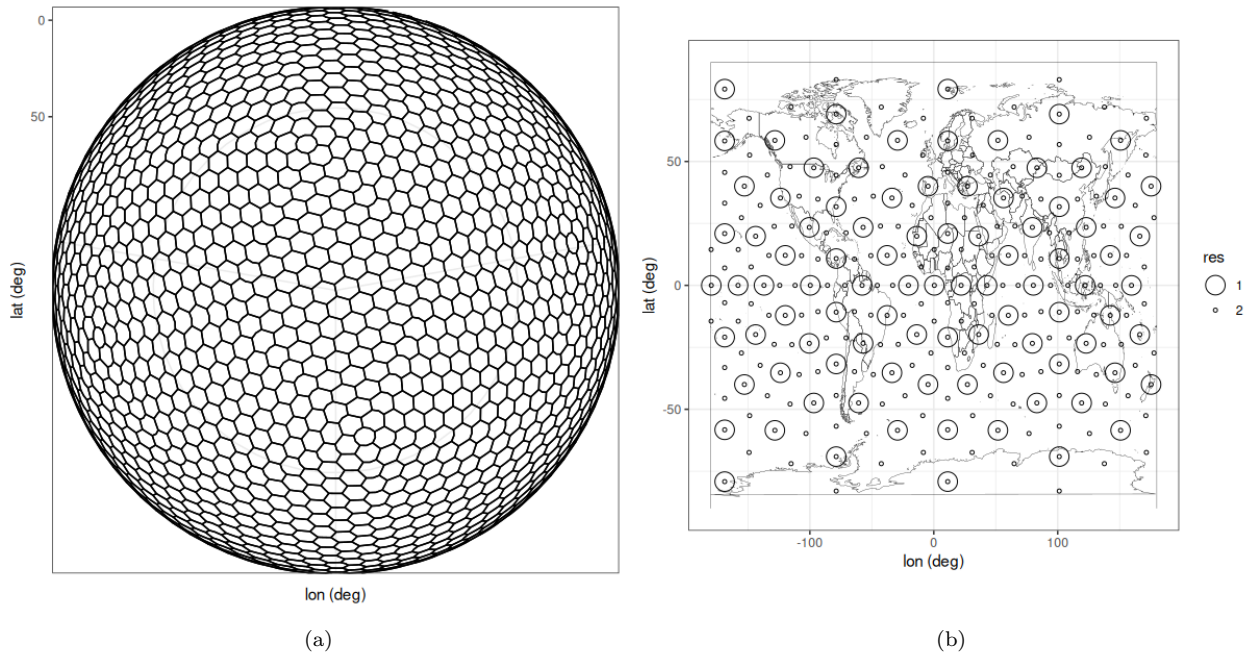 0
50
lat (deg)
lon (deg)
(a)
50
0
-50
lat (deg)
-100
0
100
lon (deg)
res
1
2
(b)